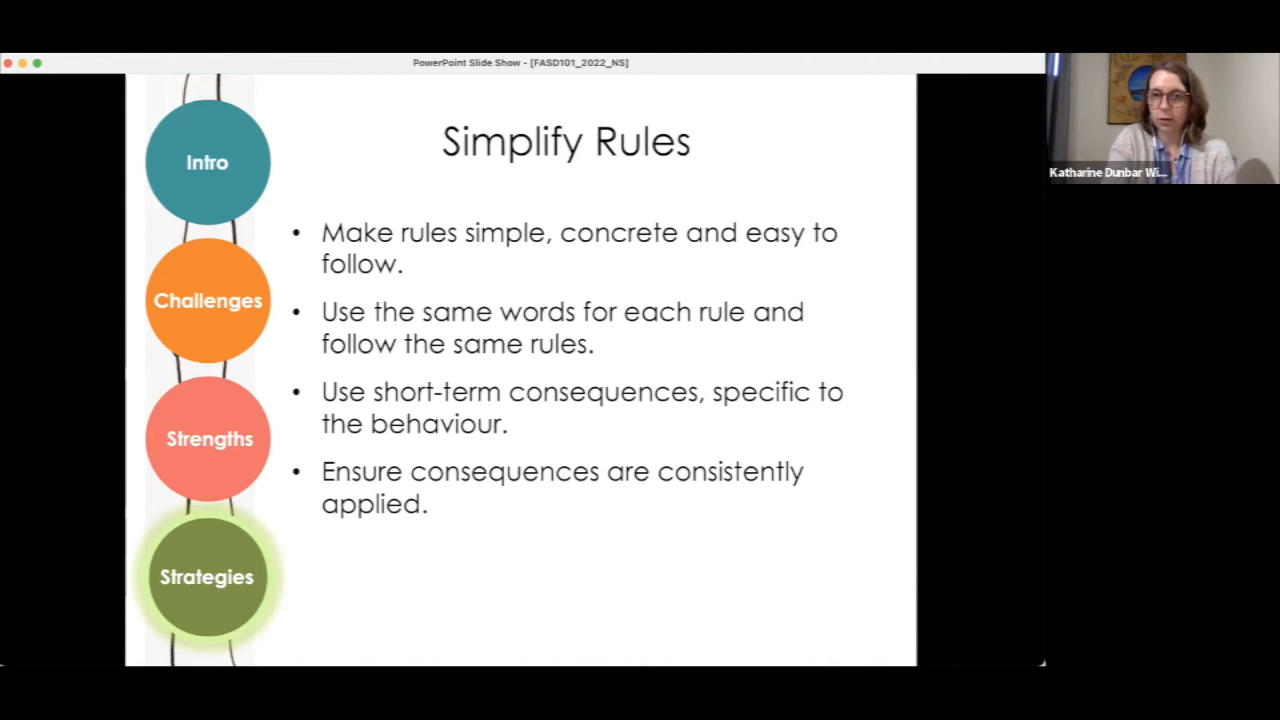 PowerPoint Slide Show - [FASD101_2022_NS]
Katharine Dunbar Wi...
Intro
Challenges
Strengths
Strategies
Simplify Rules
• Make rules simple, concrete and easy to
follow.
• Use the same words for each rule and
follow the same rules.
• Use short-term consequences, specific to
the behaviour.
• Ensure consequences are consistently
applied.